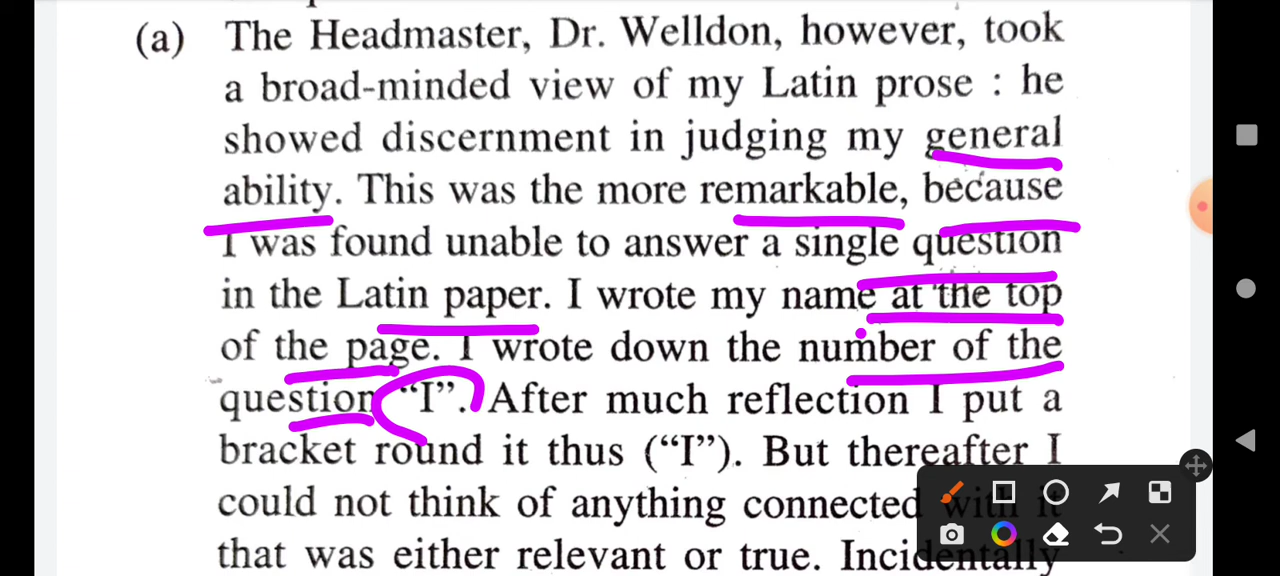 (a) The Headmaster, Dr. Welldon, however, took
a broad-minded view of my Latin prose : he
showed discernment in judging my general
ability. This was the more remarkable, because
I was found unable to answer a single question
in the Latin paper. I wrote my name at the top
of the page. I wrote down the number of the
question “I”. After much reflection I put a
bracket round it thus (“I”). But thereafter I
could not think of anything connected with it
that was either relevant or true. Incidentally